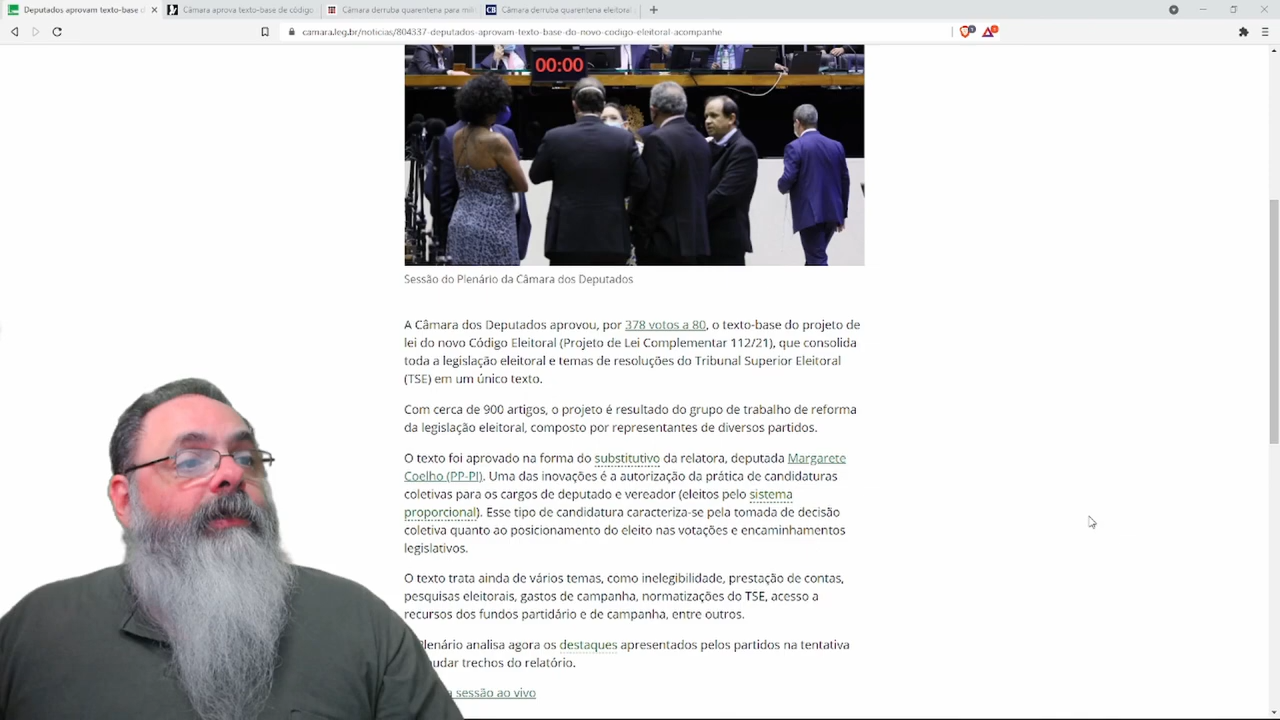 Deputados aprovam texto-base d
Câmara aprova texto-base de código
Câmara derruba quarentena para mili
Câmara derruba quarentena eleitoral
camara.leg.br/noticias/804337-deputados-aprovam-texto-base-do-novo-codigo-eleitoral-acompanhe
00:00
Sessão do Plenário da Câmara dos Deputados
A Câmara dos Deputados aprovou, por 378 votos a 80, o texto-base do projeto de
lei do novo Código Eleitoral (Projeto de Lei Complementar 112/21), que consolida
toda a legislação eleitoral e temas de resoluções do Tribunal Superior Eleitoral
(TSE) em um único texto.
Com cerca de 900 artigos, o projeto é resultado do grupo de trabalho de reforma
da legislação eleitoral, composto por representantes de diversos partidos.
O texto foi aprovado na forma do substitutivo da relatora, deputada Margarete
Coelho (PP-PI). Uma das inovações é a autorização da prática de candidaturas
coletivas para os cargos de deputado e vereador (eleitos pelo sistema
proporcional). Esse tipo de candidatura caracteriza-se pela tomada de decisão
coletiva quanto ao posicionamento do eleito nas votações e encaminhamentos
legislativos.
O texto trata ainda de vários temas, como inelegibilidade, prestação de contas,
pesquisas eleitorais, gastos de campanha, normatizações do TSE, acesso a
recursos dos fundos partidário e de campanha, entre outros.
Plenário analisa agora os destaques apresentados pelos partidos na tentativa
udar trechos do relatório.
a sessão ao vivo